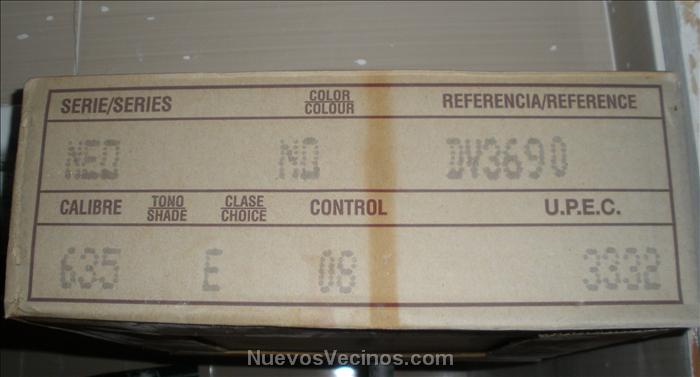 SERIE/SERIES COLOR COLOUR REFERENCIA/REFERENCE
NEO NO DV3690
CALIBRE TONO SHADE CLASE CHOICE CONTROL U.P.E.C.
635 E 08 3332
NuevosVecinos.com